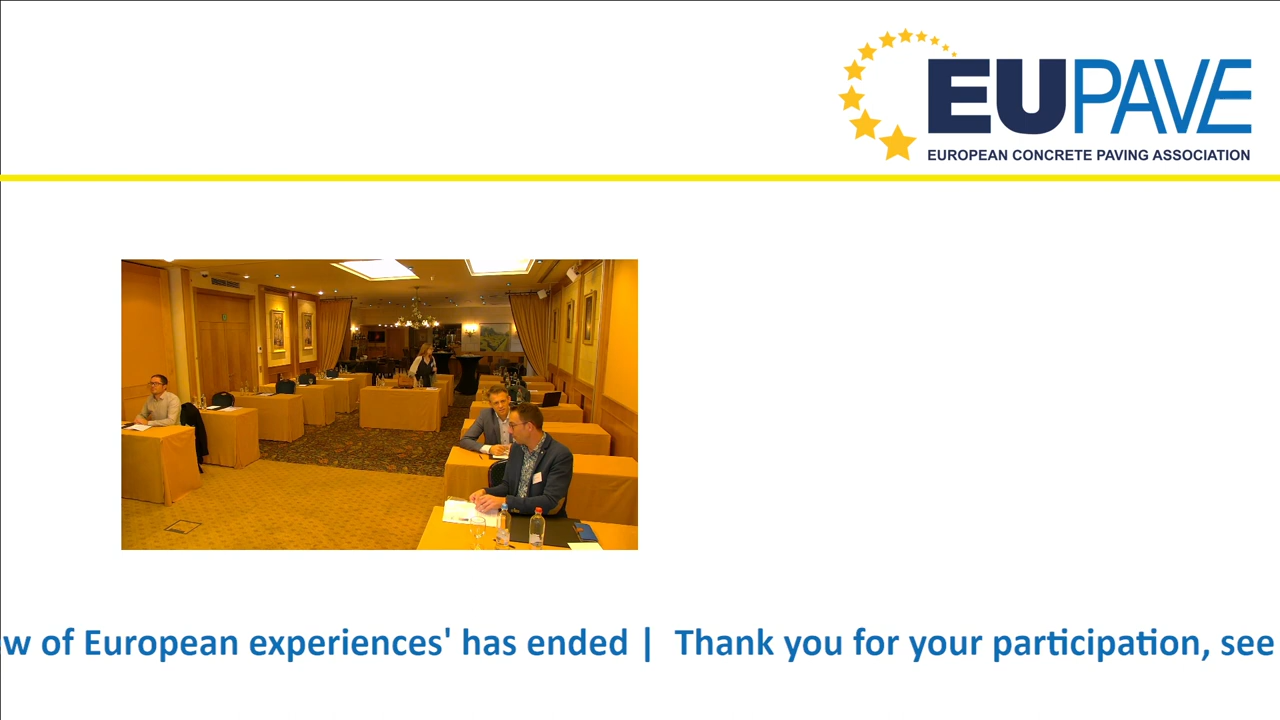 EUPAVE
EUROPEAN CONCRETE PAVING ASSOCIATION
of European experiences' has ended | Thank you for your participation, see